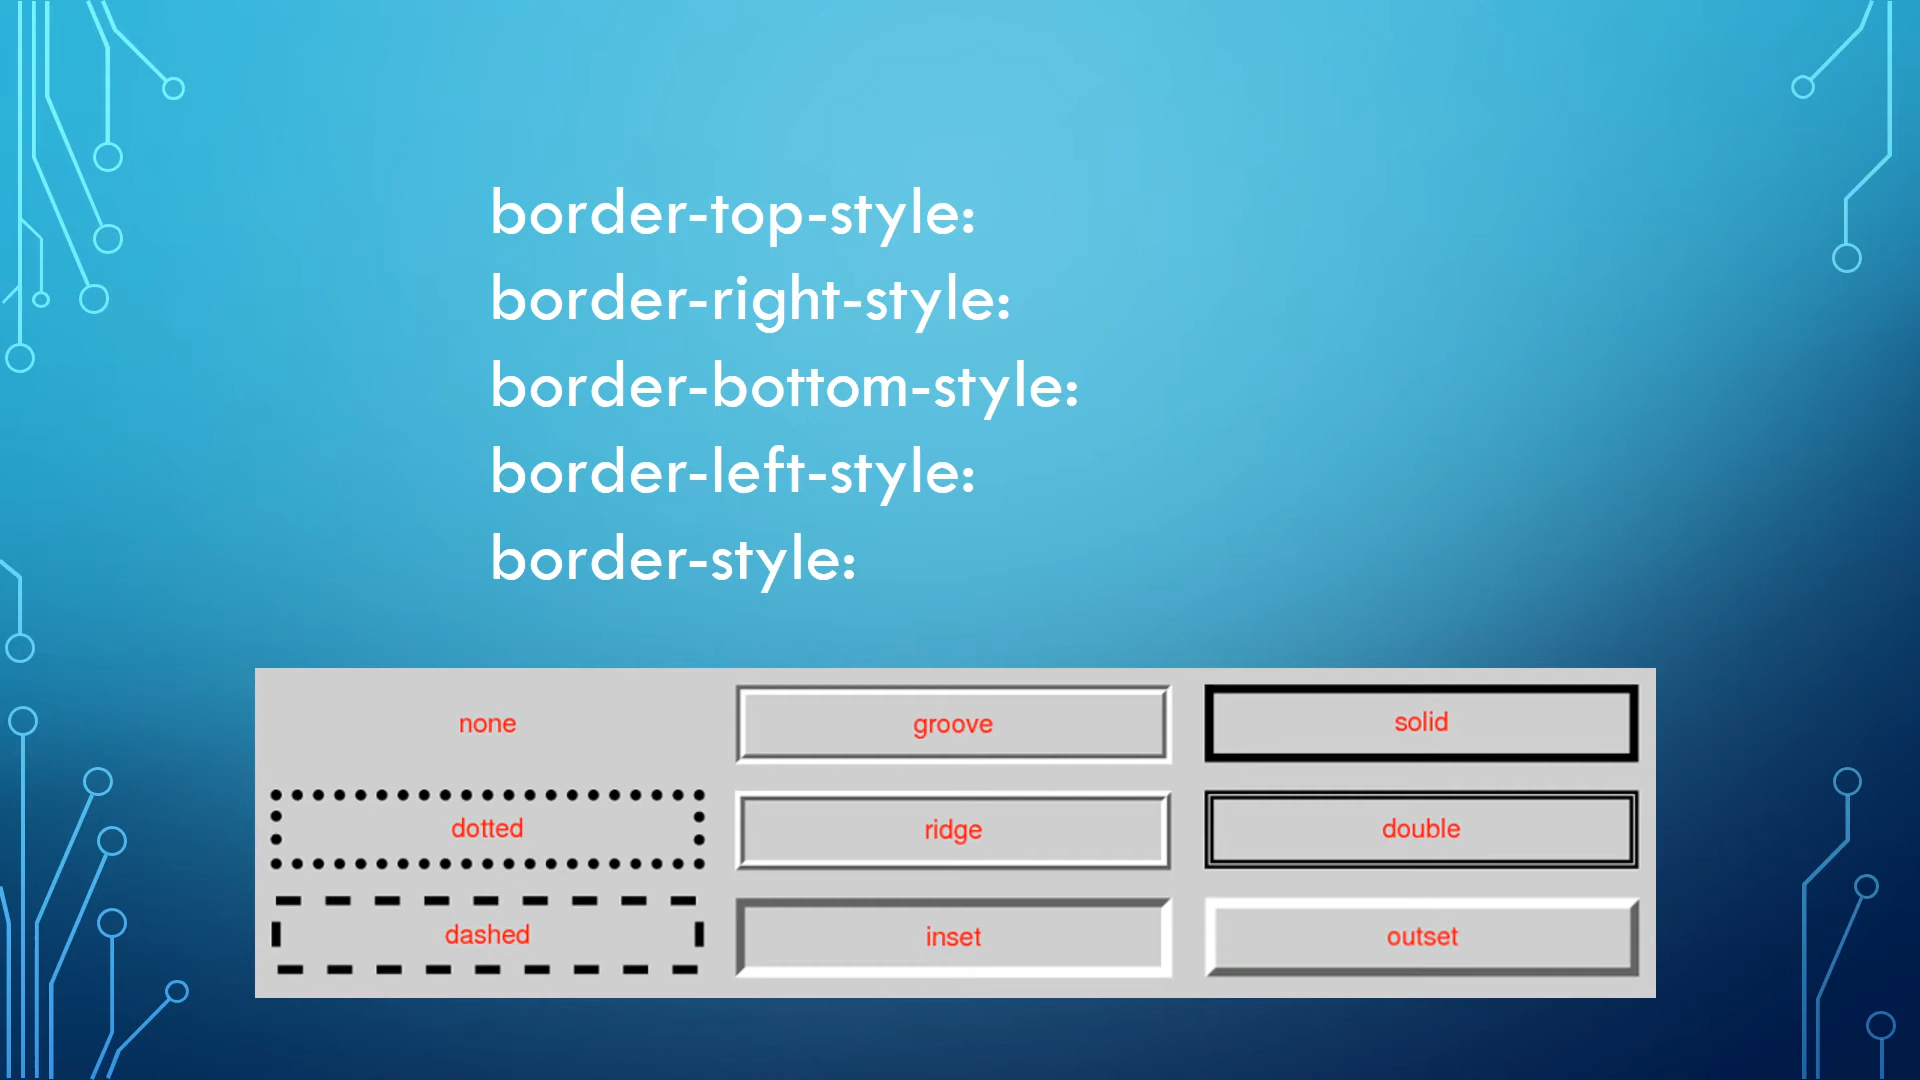 border-top-style:
border-right-style:
border-bottom-style:
border-left-style:
border-style:
none groove solid
dotted ridge double
dashed inset outset